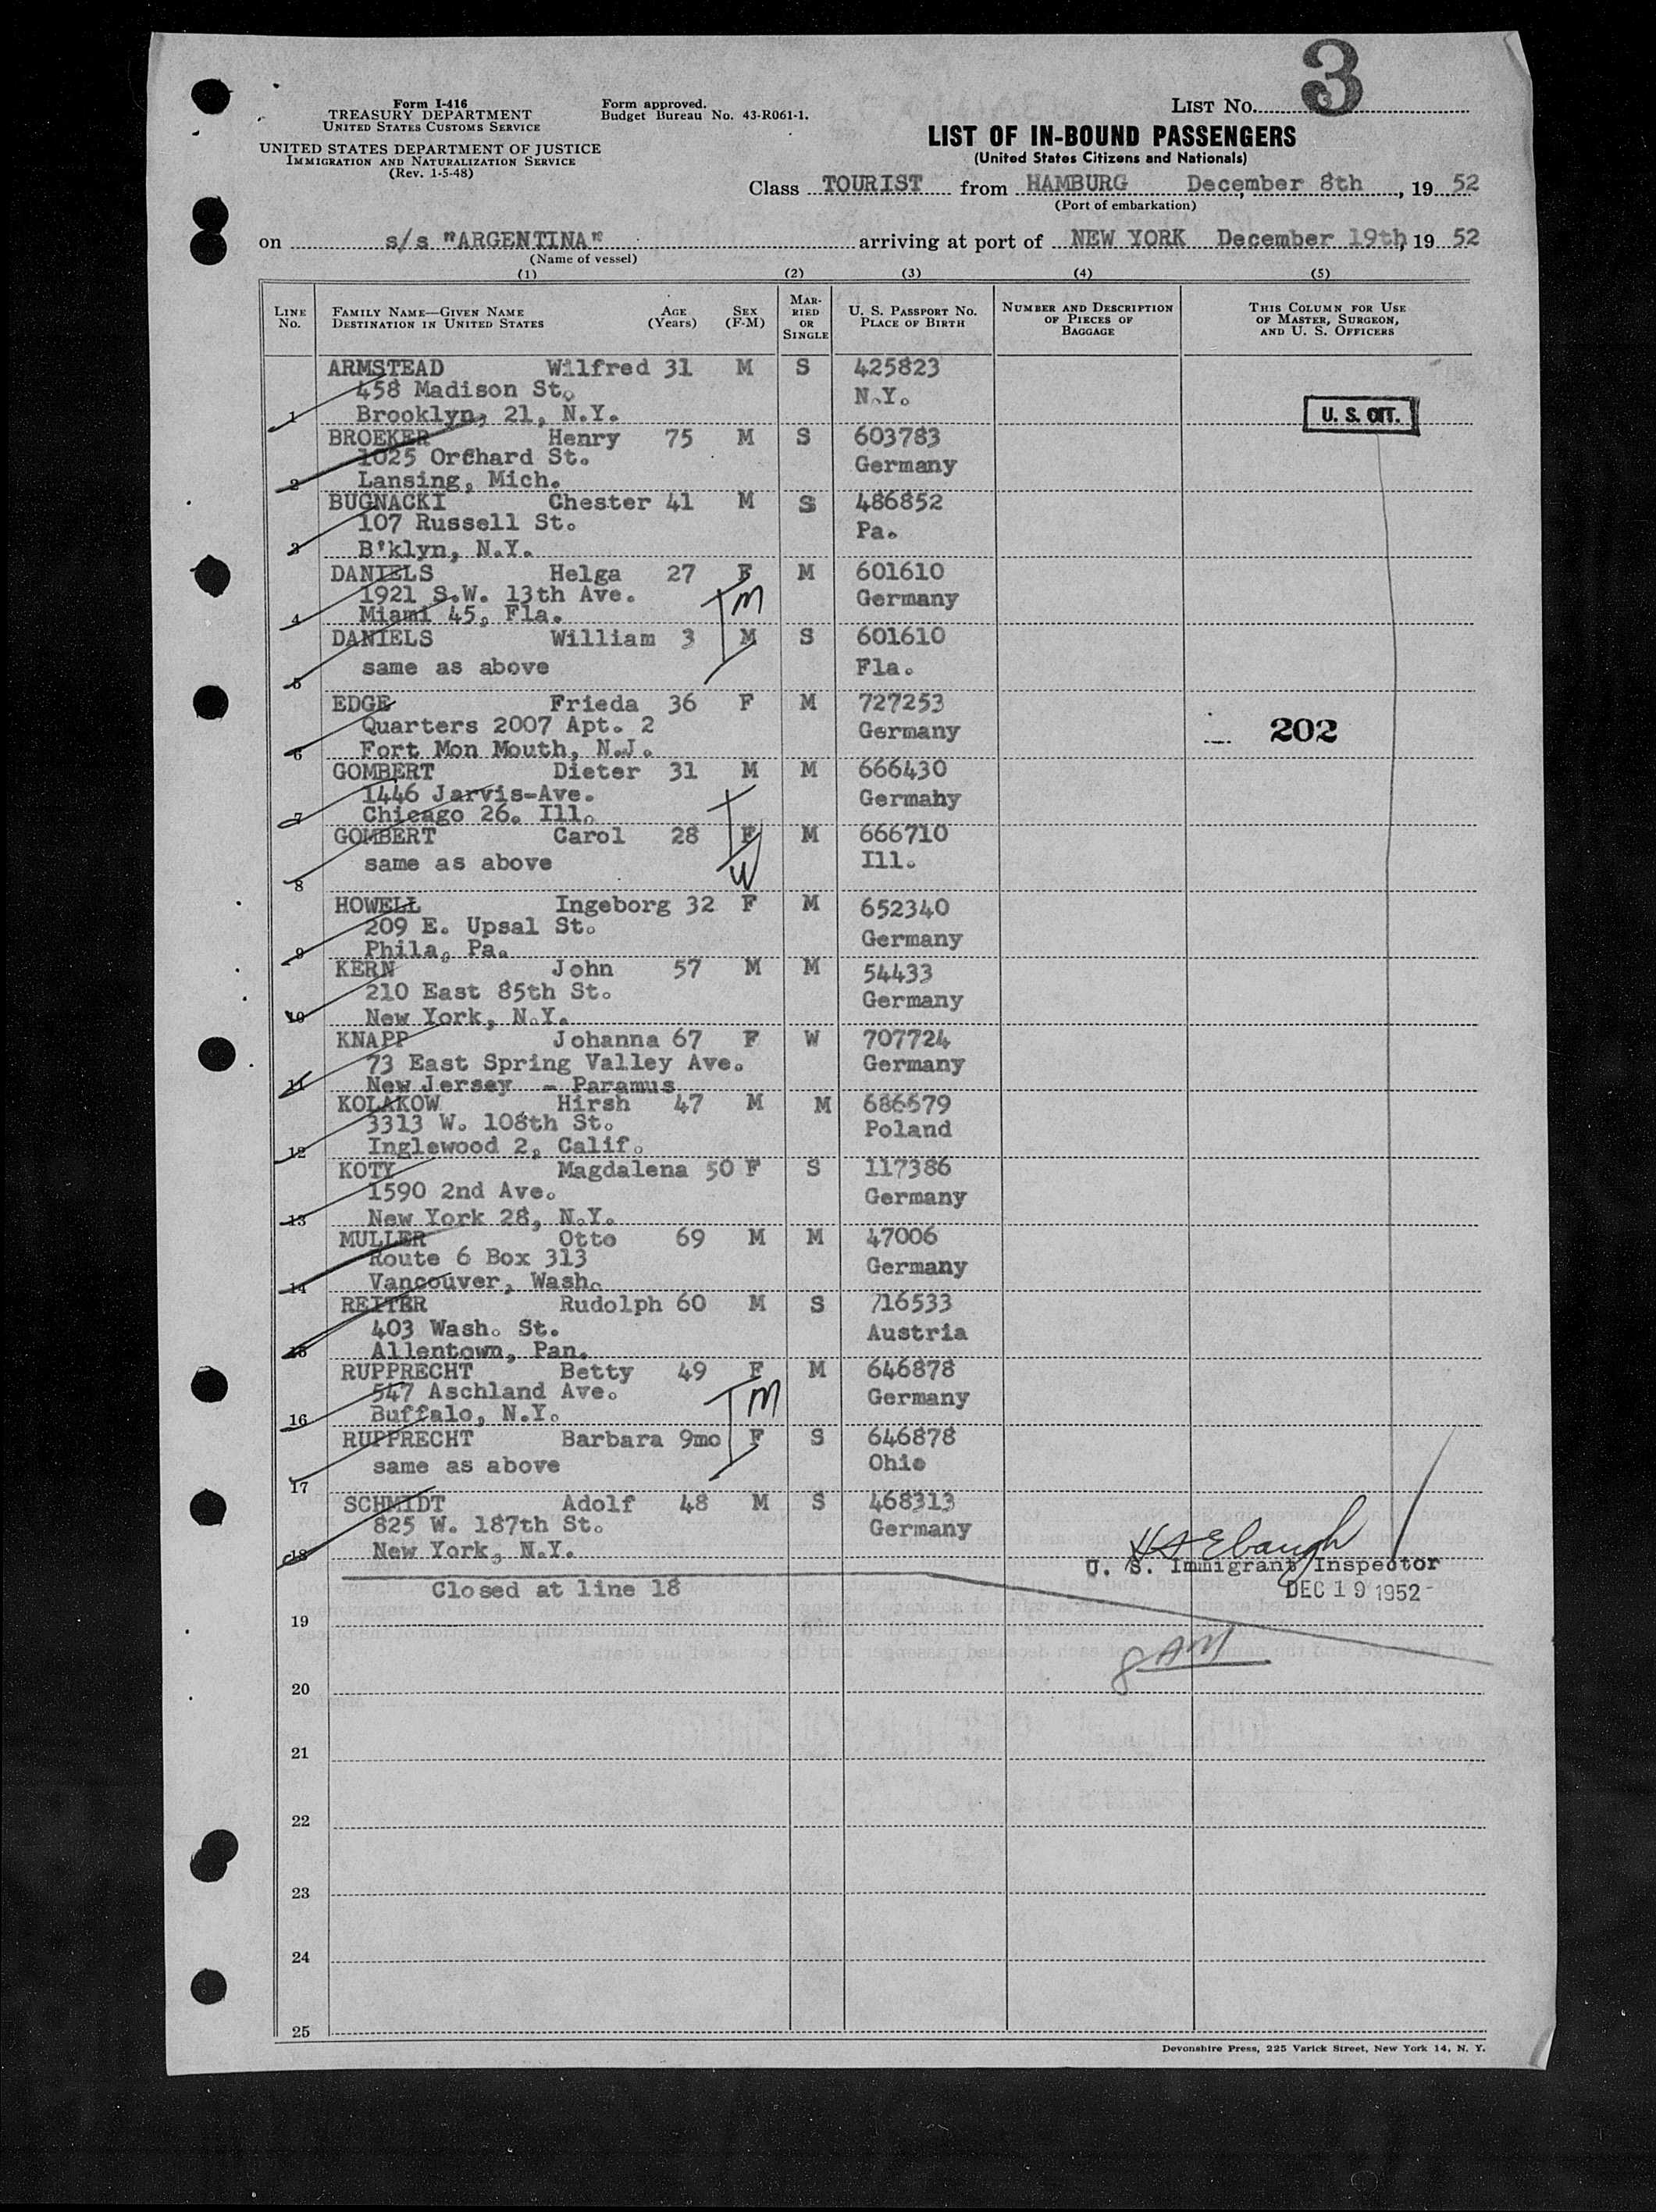 3
Form I-416
TREASURY DEPARTMENT
UNITED STATES CUSTOMS SERVICE
UNITED STATES DEPARTMENT OF JUSTICE
IMMIGRATION AND NATURALIZATION SERVICE
(Rev. 1-5-48)
Form approved.
Budget Bureau No. 43-R061-1.
LIST NO.
LIST OF IN-BOUND PASSENGERS
(United States Citizens and Nationals)
Class TOURIST from HAMBURG December 8th, 19 52
(Port of embarkation)
on s/s "ARGENTINA" arriving at port of NEW YORK December 19th, 19 52
(Name of vessel)
(1) (2) (3) (4) (5)
LINE NO.
FAMILY NAME—GIVEN NAME
DESTINATION IN UNITED STATES
AGE (Years)
SEX (F-M)
MARRIED OR SINGLE
U. S. PASSPORT NO.
PLACE OF BIRTH
NUMBER AND DESCRIPTION OF PIECES OF BAGGAGE
THIS COLUMN FOR USE OF MASTER, SURGEON, AND U. S. OFFICERS
ARMSTEAD Wilfred 31 M S 425823
458 Madison St. N.Y.
1 Brooklyn, 21, N.Y.
U. S. CIT.
BROEKER Henry 75 M S 603783
1025 Orchard St. Germany
2 Lansing, Mich.
BUGNACKI Chester 41 M S 486852
107 Russell St. Pa.
3 B'klyn, N.Y.
DANIELS Helga 27 F M 601610
1921 S.W. 13th Ave. M Germany
4 Miami 45, Fla.
DANIELS William 3 M S 601610
5 same as above Fla.
EDGE Frieda 36 F M 727253
Quarters 2007 Apt. 2 Germany 202
6 Fort Mon Mouth, N.J.
GOMBERT Dieter 31 M M 666430
1446 Jarvis-Ave. Germahy
7 Chicago 26. Ill.
GOMBERT Carol 28 F M 666710
8 same as above W Ill.
HOWELL Ingeborg 32 F M 652340
209 E. Upsal St. Germany
9 Phila, Pa.
KERN John 57 M M 54433
210 East 85th St. Germany
10 New York, N.Y.
KNAPP Johanna 67 F W 707724
73 East Spring Valley Ave. Germany
11 New Jersey - Paramus
KOLAKOW Hirsh 47 M M 686579
3313 W. 108th St. Poland
12 Inglewood 2, Calif.
KOTY Magdalena 50 F S 117386
1590 2nd Ave. Germany
13 New York 28, N.Y.
MULLER Otto 69 M M 47006
Route 6 Box 313 Germany
14 Vancouver, Wash.
REITER Rudolph 60 M S 716533
403 Wash. St. Austria
15 Allentown, Pan.
RUPPRECHT Betty 49 F M 646878
547 Aschland Ave. M Germany
16 Buffalo, N.Y.
RUPPRECHT Barbara 9mo F S 646878
17 same as above Ohio
SCHMIDT Adolf 48 M S 468313
825 W. 187th St. Germany
18 New York, N.Y.
U. S. Immigrant Inspector
Closed at line 18 DEC 19 1952
19
8 AM
20
21
22
23
24
25
Devonshire Press, 225 Varick Street, New York 14, N. Y.